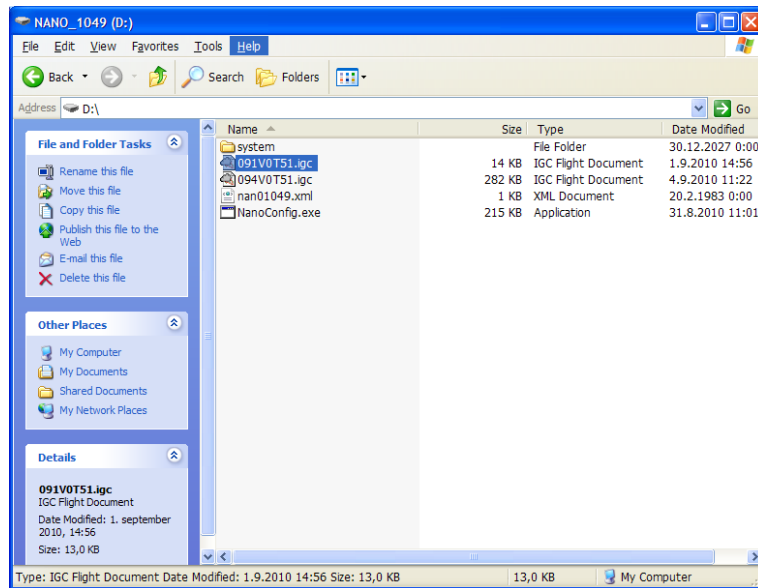 NANO_1049 (D:)
File Edit View Favorites Tools Help
Back Search Folders
Address D:\ Go
File and Folder Tasks
Rename this file
Move this file
Copy this file
Publish this file to the
Web
E-mail this file
Delete this file
Other Places
My Computer
My Documents
Shared Documents
My Network Places
Details
091V0T51.igc
IGC Flight Document
Date Modified: 1. september
2010, 14:56
Size: 13,0 KB
Name Size Type Date Modified
system File Folder 30.12.2027 0:00
091V0T51.igc 14 KB IGC Flight Document 1.9.2010 14:56
094V0T51.igc 282 KB IGC Flight Document 4.9.2010 11:22
nan01049.xml 1 KB XML Document 20.2.1983 0:00
NanoConfig.exe 215 KB Application 31.8.2010 11:01
Type: IGC Flight Document Date Modified: 1.9.2010 14:56 Size: 13,0 KB 13,0 KB My Computer